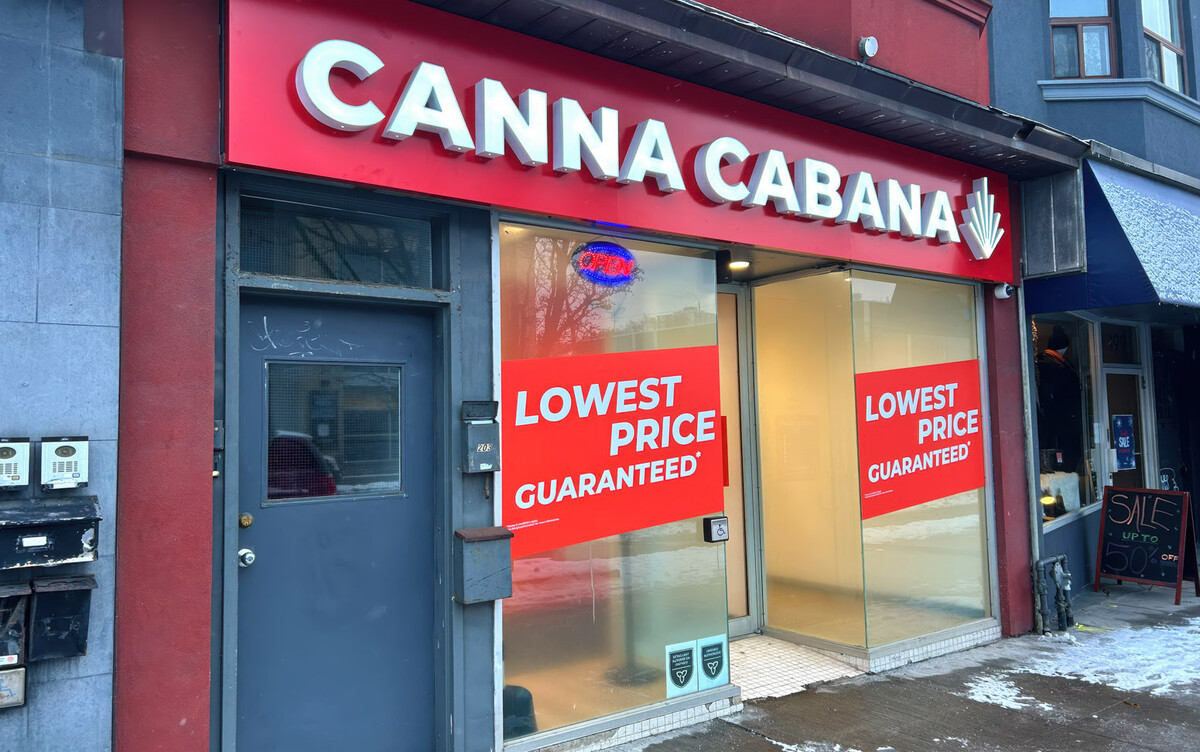 CANNA CABANA
OPEN
LOWEST
PRICE
GUARANTEED*
LOWEST
PRICE
GUARANTEED*
203
SALE
SALE
UP TO
50% OFF